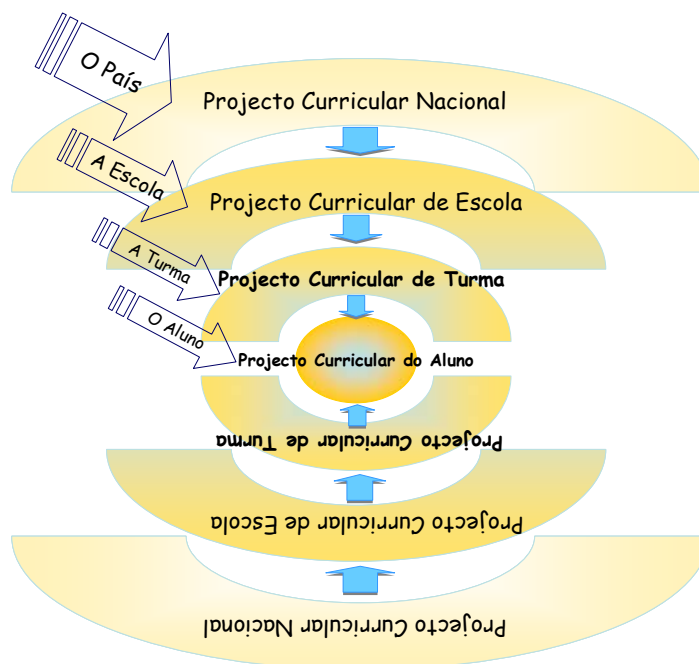 O País
Projecto Curricular Nacional
A Escola
Projecto Curricular de Escola
A Turma
Projecto Curricular de Turma
O Aluno
Projecto Curricular do Aluno
Projecto Curricular de Turma
Projecto Curricular de Escola
Projecto Curricular Nacional